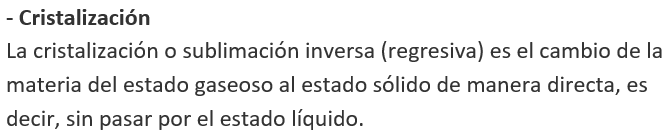 - Cristalización
La cristalización o sublimación inversa (regresiva) es el cambio de la
materia del estado gaseoso al estado sólido de manera directa, es
decir, sin pasar por el estado líquido.